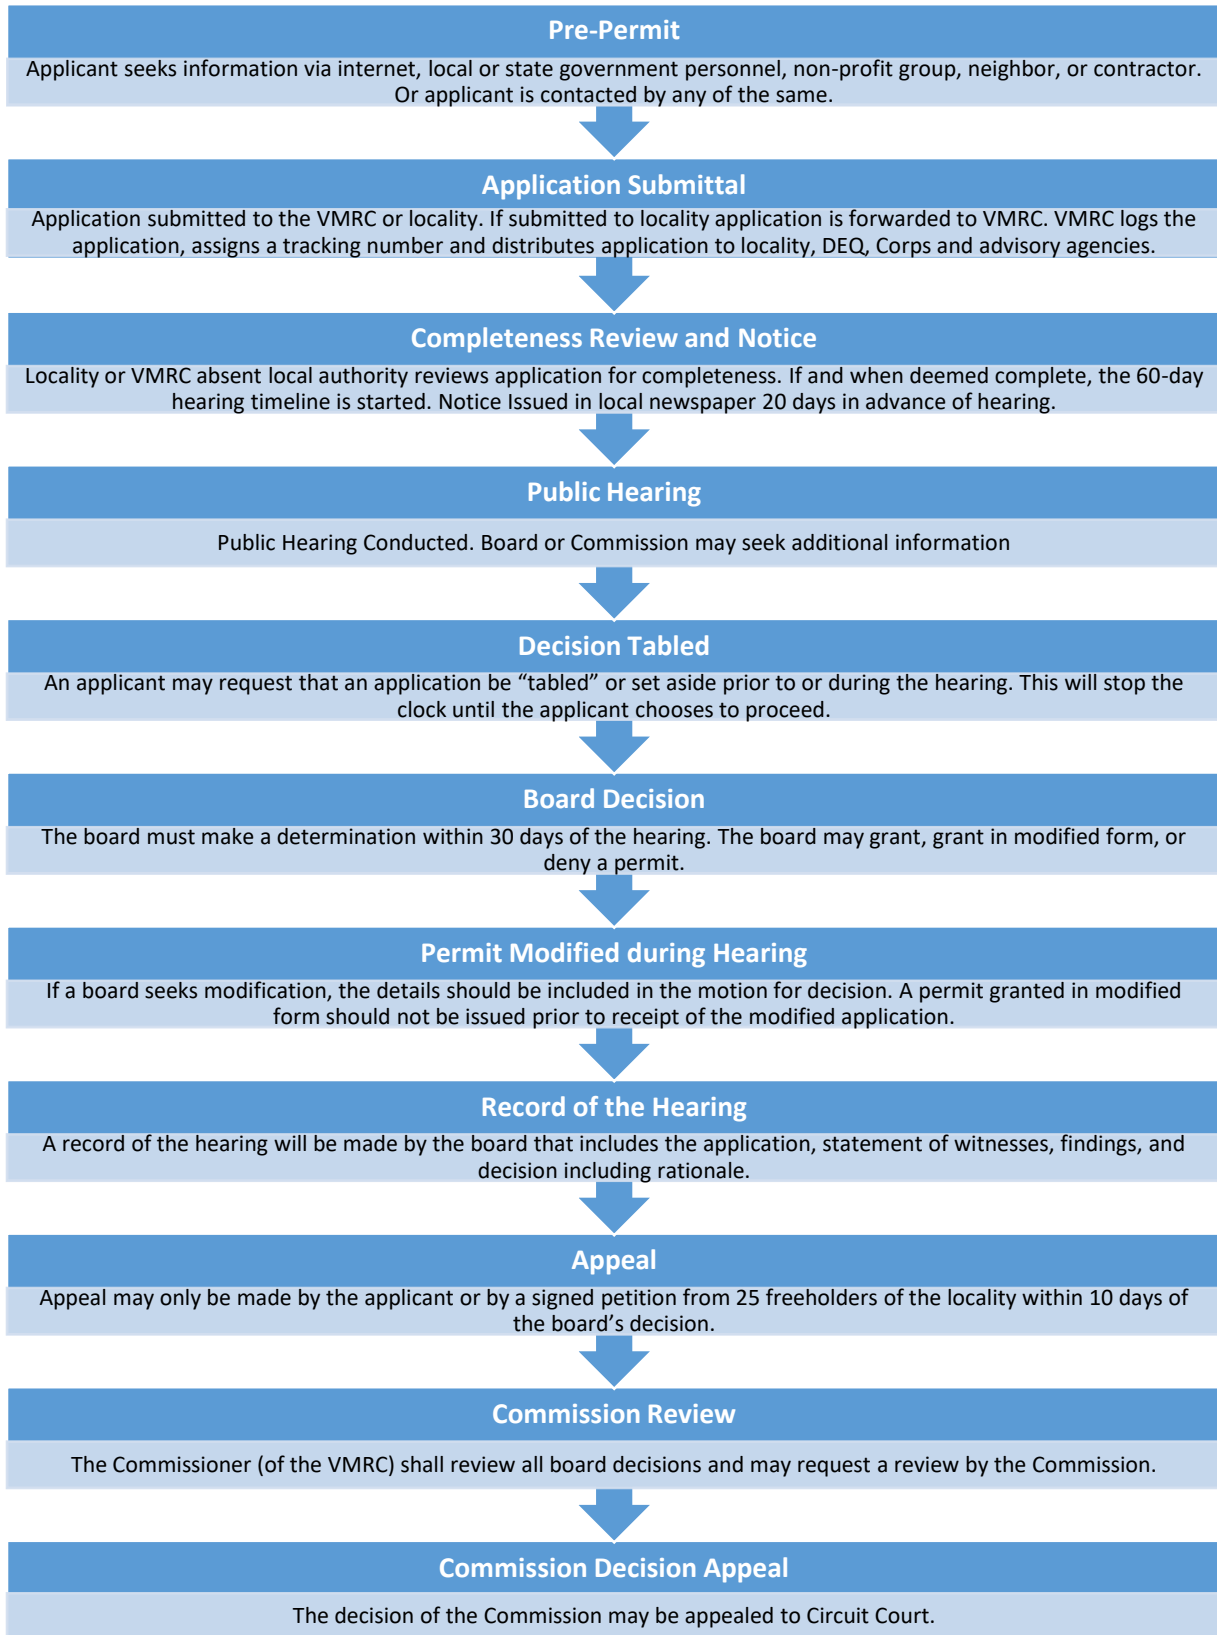 Pre-Permit
Applicant seeks information via internet, local or state government personnel, non-profit group, neighbor, or contractor.
Or applicant is contacted by any of the same.
Application Submittal
Application submitted to the VMRC or locality. If submitted to locality application is forwarded to VMRC. VMRC logs the
application, assigns a tracking number and distributes application to locality, DEQ, Corps and advisory agencies.
Completeness Review and Notice
Locality or VMRC absent local authority reviews application for completeness. If and when deemed complete, the 60-day
hearing timeline is started. Notice Issued in local newspaper 20 days in advance of hearing.
Public Hearing
Public Hearing Conducted. Board or Commission may seek additional information
Decision Tabled
An applicant may request that an application be “tabled” or set aside prior to or during the hearing. This will stop the
clock until the applicant chooses to proceed.
Board Decision
The board must make a determination within 30 days of the hearing. The board may grant, grant in modified form, or
deny a permit.
Permit Modified during Hearing
If a board seeks modification, the details should be included in the motion for decision. A permit granted in modified
form should not be issued prior to receipt of the modified application.
Record of the Hearing
A record of the hearing will be made by the board that includes the application, statement of witnesses, findings, and
decision including rationale.
Appeal
Appeal may only be made by the applicant or by a signed petition from 25 freeholders of the locality within 10 days of
the board’s decision.
Commission Review
The Commissioner (of the VMRC) shall review all board decisions and may request a review by the Commission.
Commission Decision Appeal
The decision of the Commission may be appealed to Circuit Court.